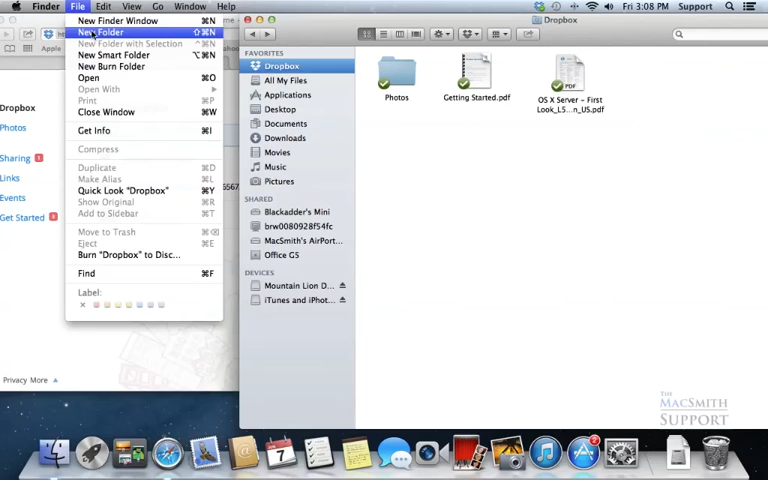 Finder File Edit View Go Window Help
Fri 3:08 PM Support
New Finder Window ⌘N
New Folder ⇧⌘N
New Folder with Selection ^⌘N
New Smart Folder ⌥⌘N
New Burn Folder
Open ⌘O
Open With
Print ⌘P
Close Window ⌘W
Get Info ⌘I
Compress
Duplicate ⌘D
Make Alias ⌘L
Quick Look "Dropbox" ⌘Y
Show Original ⌘R
Add to Sidebar ⌘T
Move to Trash ⌘⌫
Eject ⌘E
Burn "Dropbox" to Disc...
Find ⌘F
Label:
Dropbox
Photos
Sharing
Links
Events
Get Started
Privacy More
Dropbox
FAVORITES
Dropbox
All My Files
Applications
Desktop
Documents
Downloads
Movies
Music
Pictures
SHARED
Blackadder's Mini
brw0080928f54fc
MacSmith's AirPort...
Office G5
DEVICES
Mountain Lion D...
iTunes and iPhot...
Photos
Getting Started.pdf
PDF
OS X Server – First
Look_L5...n_US.pdf
THE
MACSMITH
SUPPORT
7
2